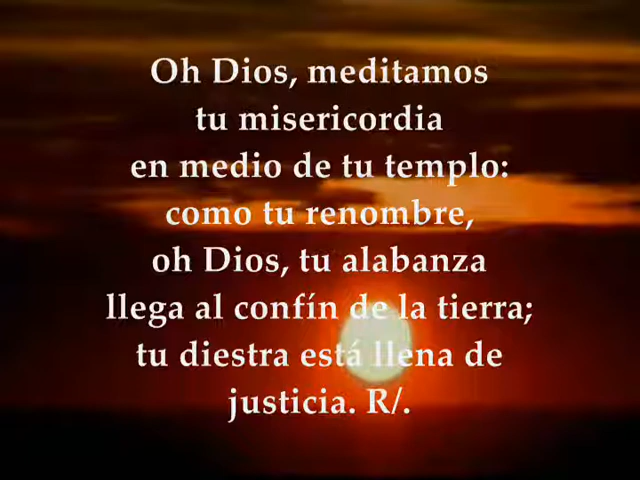 Oh Dios, meditamos
tu misericordia
en medio de tu templo:
como tu renombre,
oh Dios, tu alabanza
llega al confín de la tierra;
tu diestra está llena de
justicia. R/.